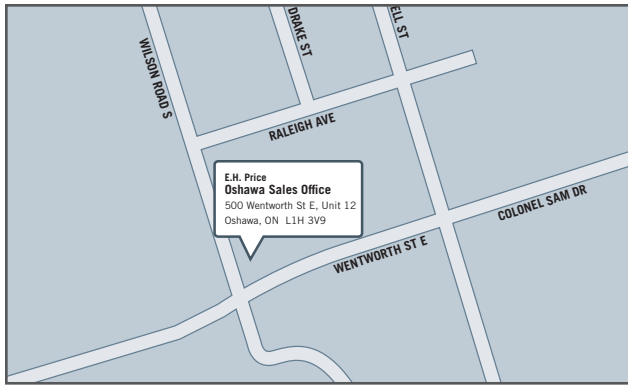 WILSON ROAD S
DRAKE ST
ELL ST
RALEIGH AVE
E.H. Price
Oshawa Sales Office
500 Wentworth St E, Unit 12
Oshawa, ON L1H 3V9
COLONEL SAM DR
WENTWORTH ST E